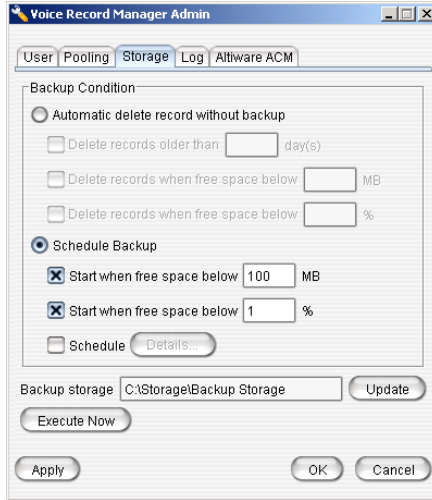 Voice Record Manager Admin
User Pooling Storage Log Altiware ACM
Backup Condition
Automatic delete record without backup
Delete records older than day(s)
Delete records when free space below MB
Delete records when free space below %
Schedule Backup
Start when free space below 100 MB
Start when free space below 1 %
Schedule Details...
Backup storage C:\Storage\Backup Storage Update
Execute Now
Apply OK Cancel